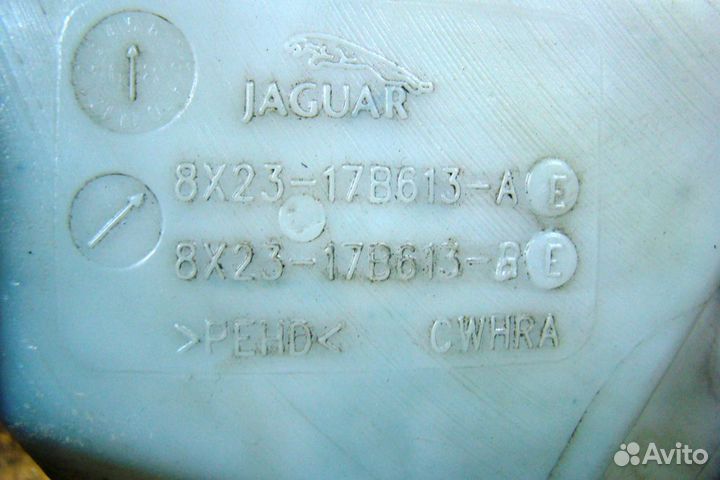 JAGUAR
8X23-17B613-A E
8X23-17B613-B E
>PEHD< CWHRA
Avito